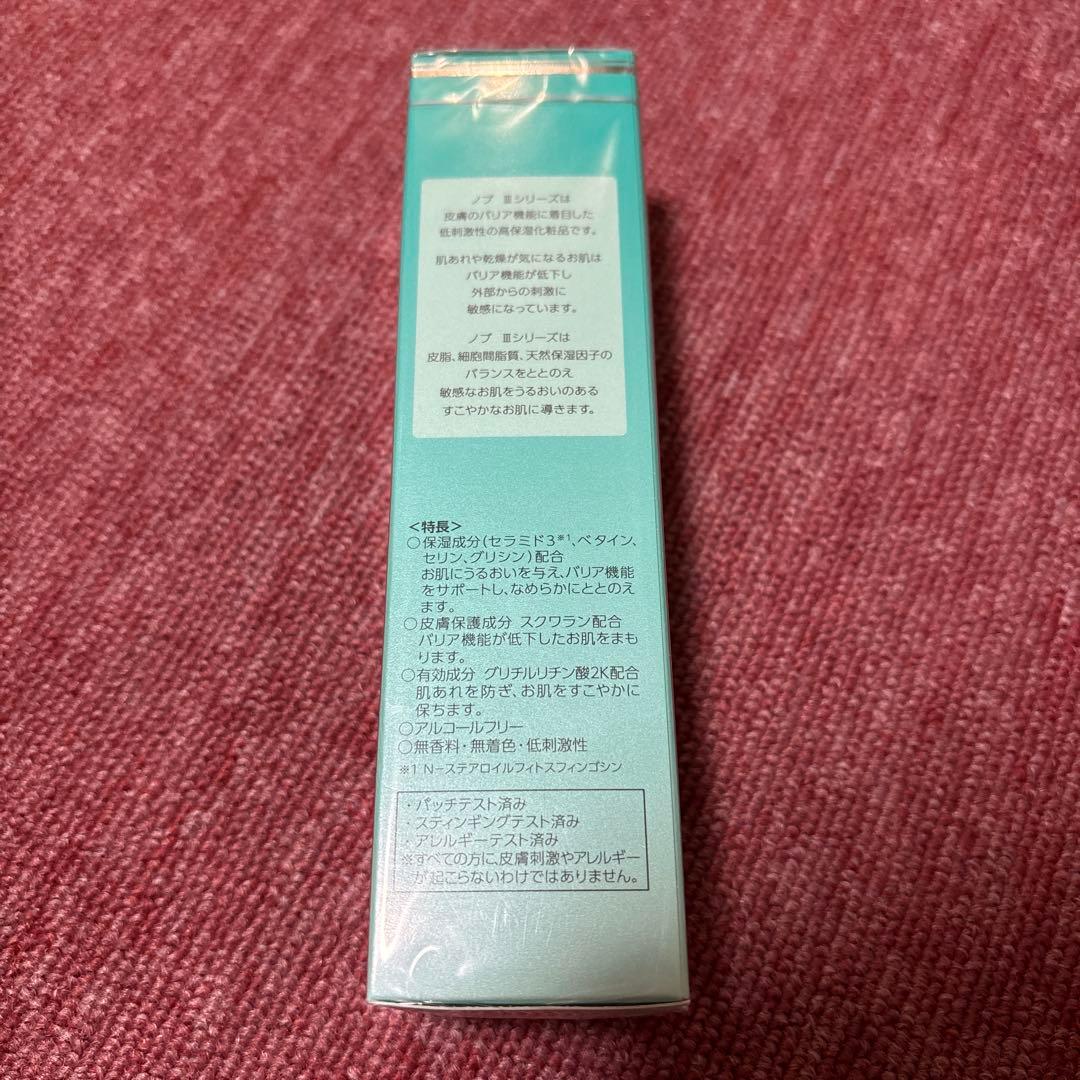 ノブ Ⅲシリーズは
皮膚のバリア機能に着目した
低刺激性の高保湿化粧品です。
肌あれや乾燥が気になるお肌は
バリア機能が低下し
外部からの刺激に
敏感になっています。
ノブ Ⅲシリーズは
皮脂、細胞間脂質、天然保湿因子の
バランスをととのえ
敏感なお肌をうるおいのある
すこやかなお肌に導きます。
＜特長＞
○保湿成分(セラミド3※1、ベタイン、
セリン、グリシン)配合
お肌にうるおいを与え、バリア機能
をサポートし、なめらかにととのえ
ます。
○皮膚保護成分 スクワラン配合
バリア機能が低下したお肌をまも
ります。
○有効成分 グリチルリチン酸2K配合
肌あれを防ぎ、お肌をすこやかに
保ちます。
○アルコールフリー
○無香料・無着色・低刺激性
※1 N-ステアロイルフィトスフィンゴシン
・パッチテスト済み
・スティンギングテスト済み
・アレルギーテスト済み
※すべての方に、皮膚刺激やアレルギー
が起こらないわけではありません。